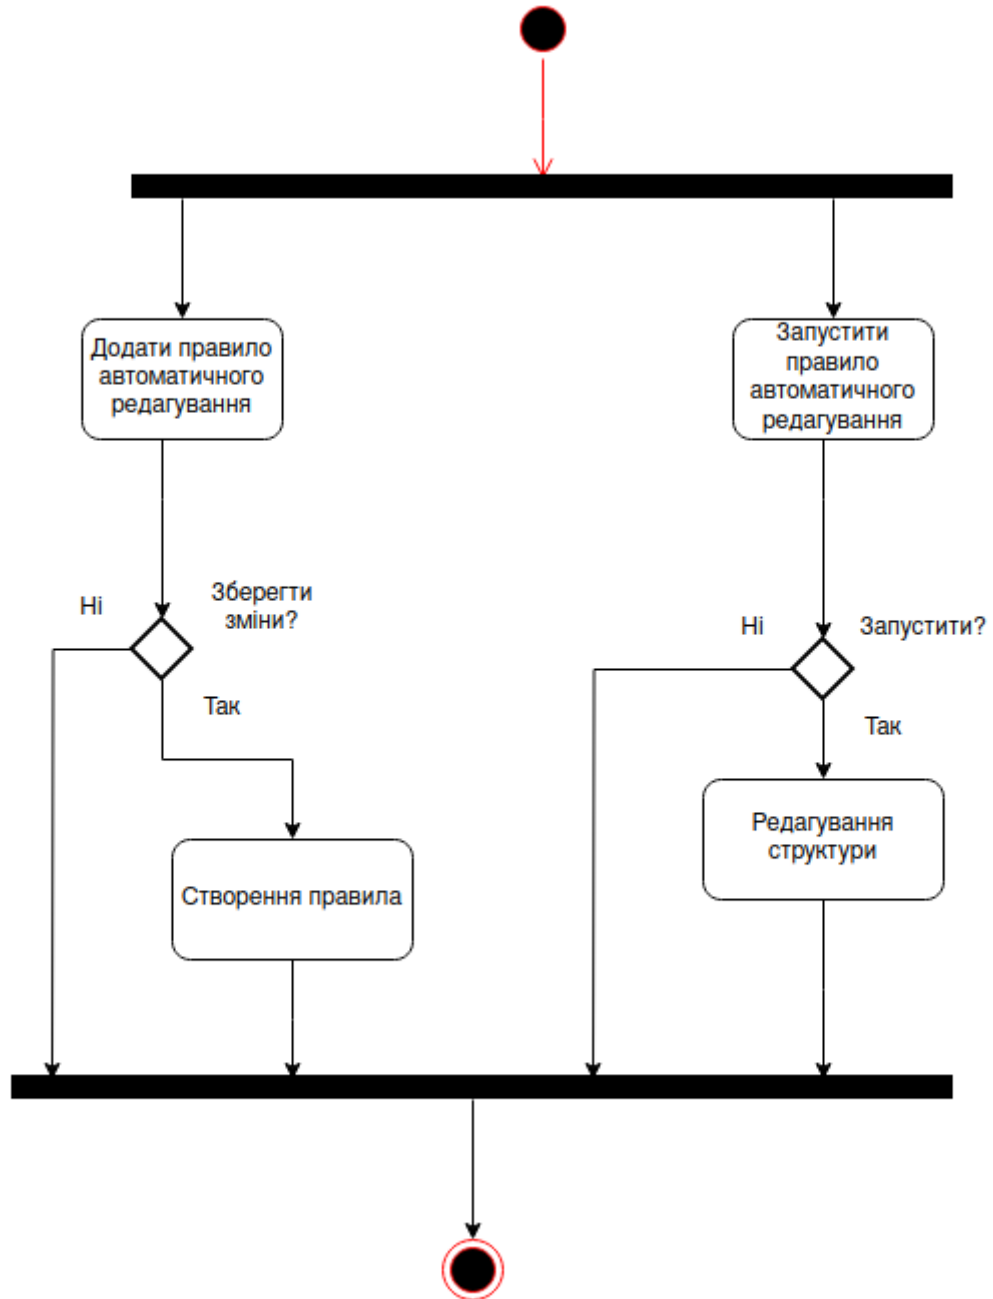 Додати правило
автоматичного
редагування
Запустити
правило
автоматичного
редагування
Ні
Зберегти
зміни?
Так
Ні
Запустити?
Так
Створення правила
Редагування
структури